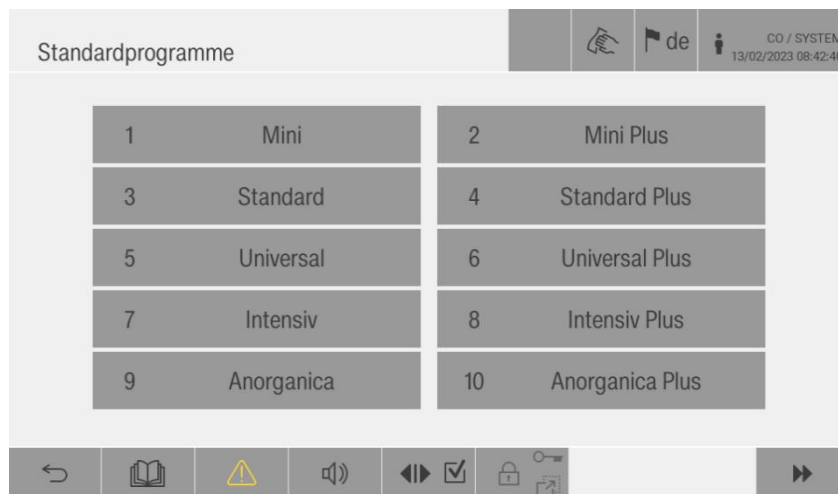 Standardprogramme
de
CO / SYSTEM
13/02/2023 08:42:40
1 Mini
2 Mini Plus
3 Standard
4 Standard Plus
5 Universal
6 Universal Plus
7 Intensiv
8 Intensiv Plus
9 Anorganica
10 Anorganica Plus